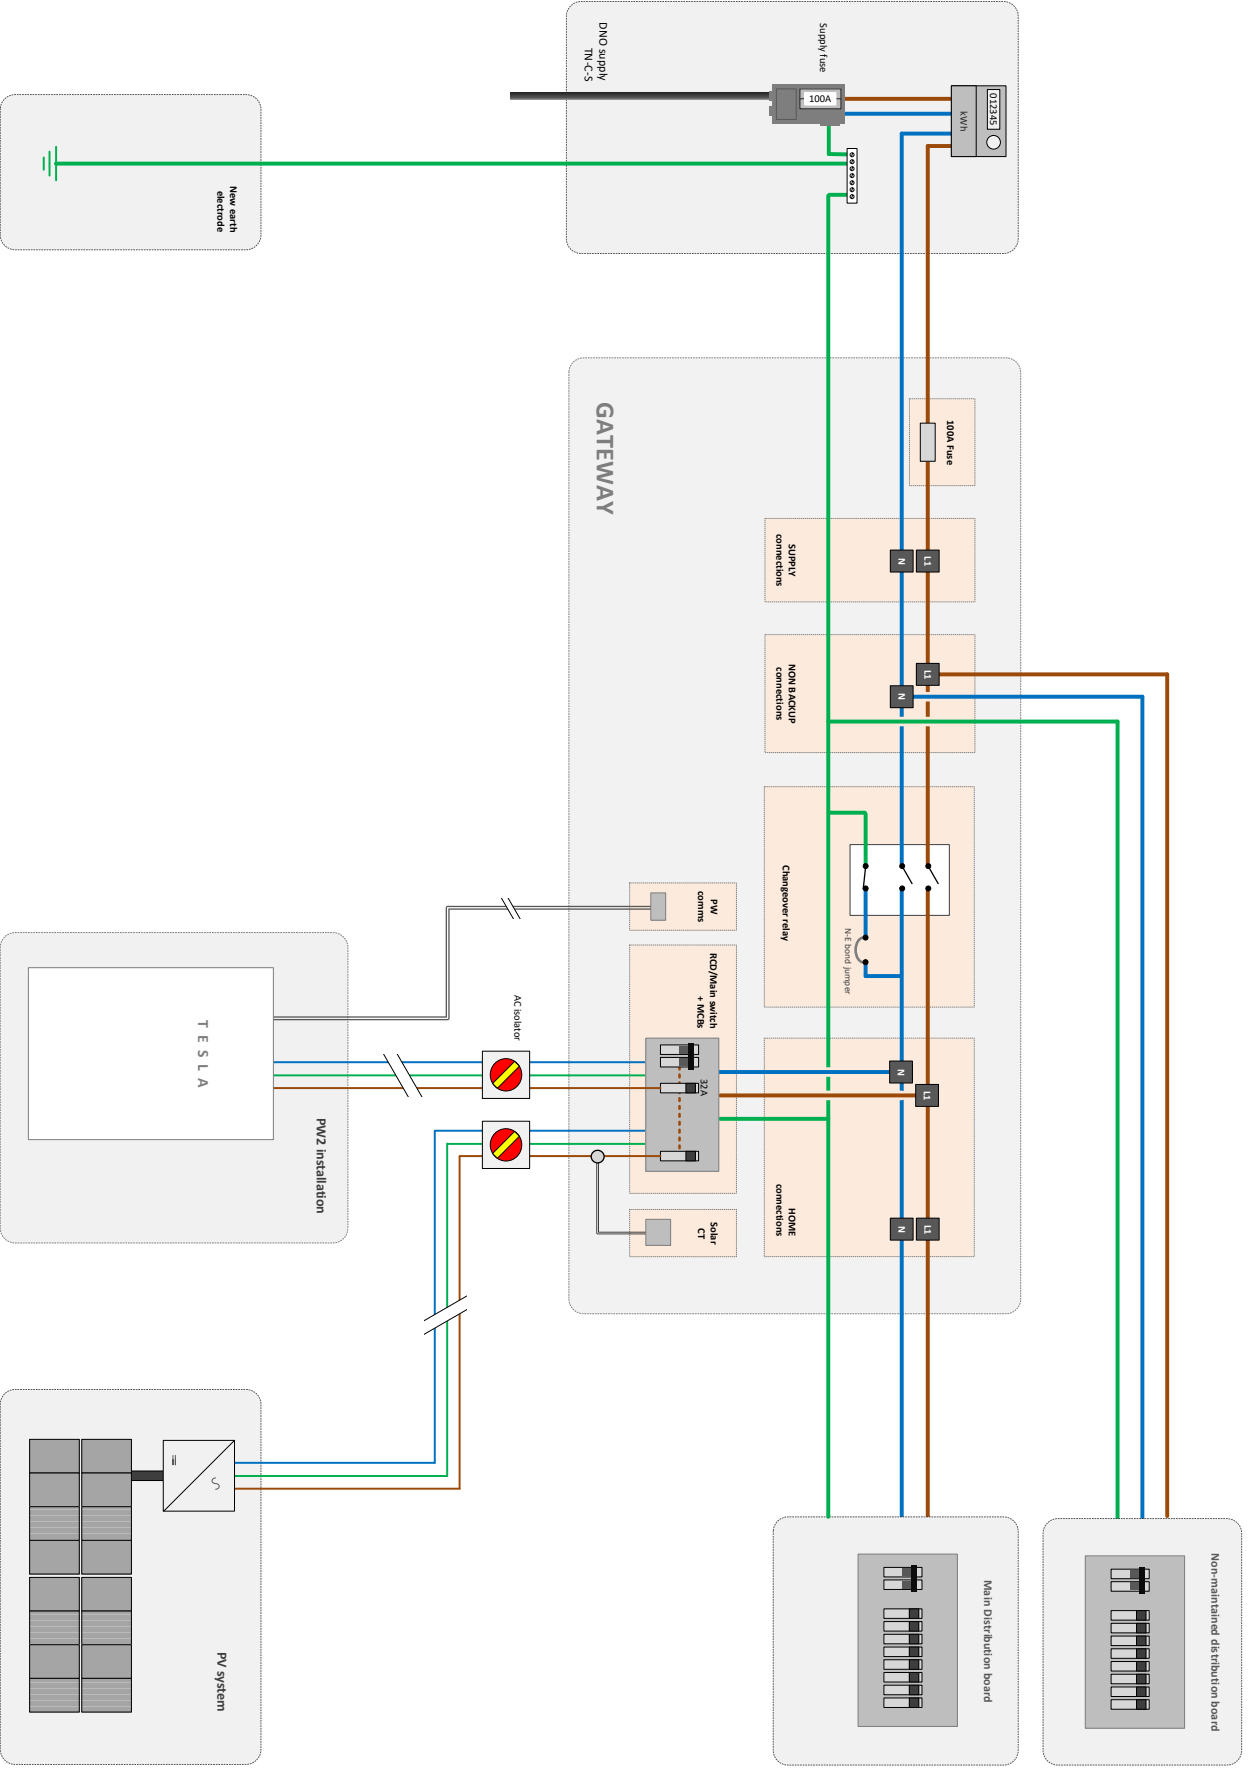 Non-maintained distribution board
Main Distribution board
012345
kWh
Supply fuse
100A
DNO supply
TN-C-S
New earth
electrode
GATEWAY
100A Fuse
L1
N
SUPPLY
connections
L1
N
NON BACKUP
connections
Changeover relay
N-E bond jumper
N
L1
L1
N
HOME
connections
PW
comms
RCD/Main switch
+ MCBs
32A
Solar
CT
AC isolator
TESLA
PW2 installation
PV system